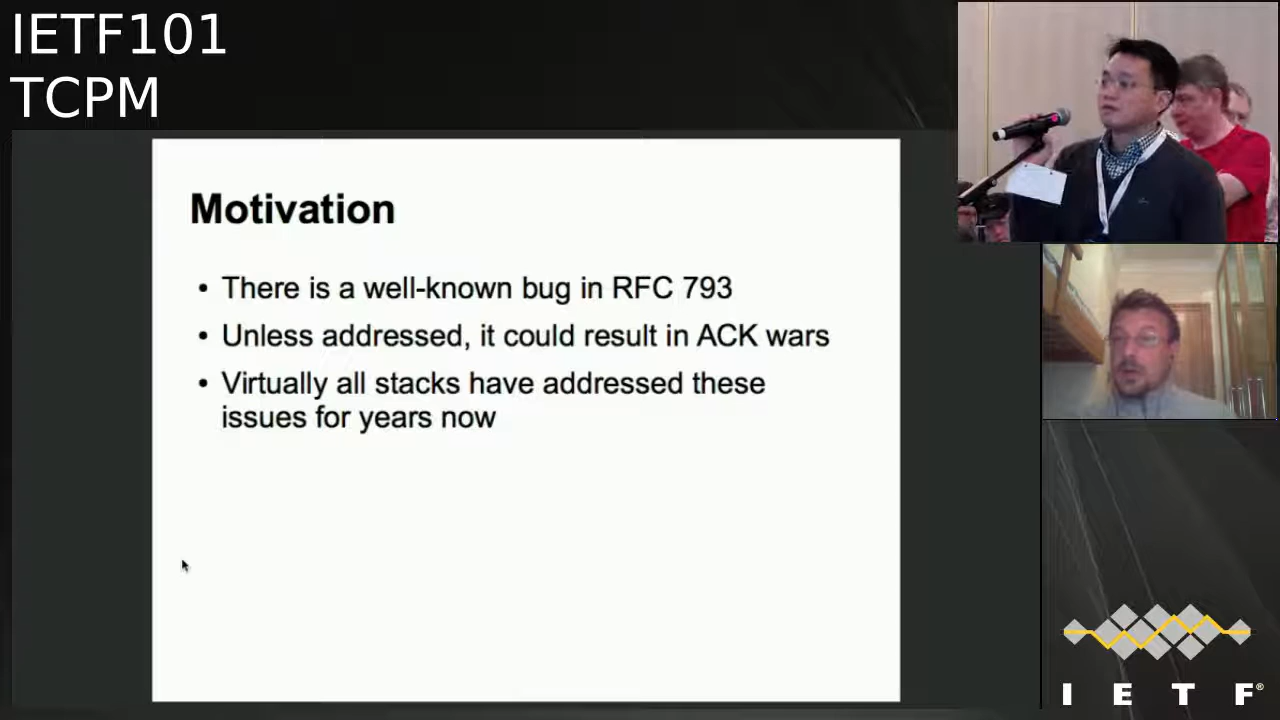 IETF101
TCPM
Motivation
• There is a well-known bug in RFC 793
• Unless addressed, it could result in ACK wars
• Virtually all stacks have addressed these
issues for years now
I E T F®